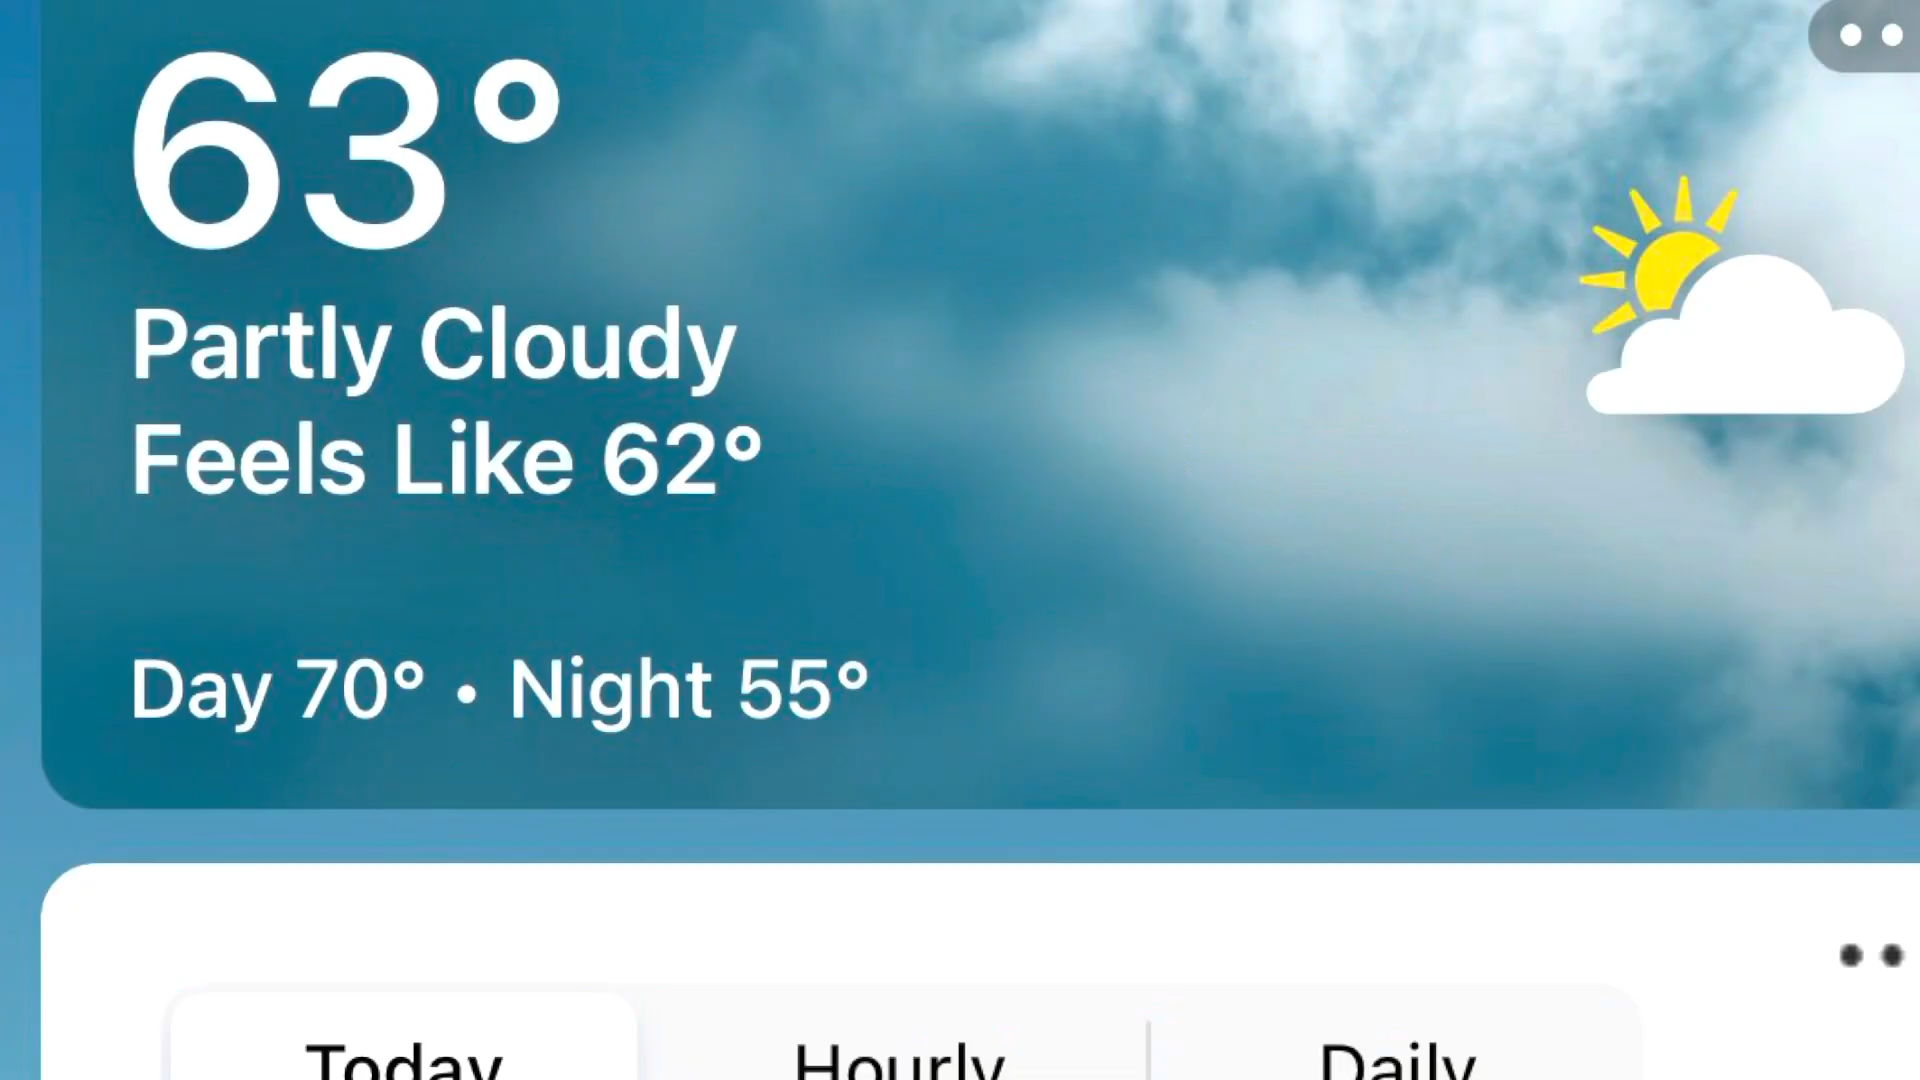 63°
Partly Cloudy
Feels Like 62°
Day 70° • Night 55°
Today Hourly Daily